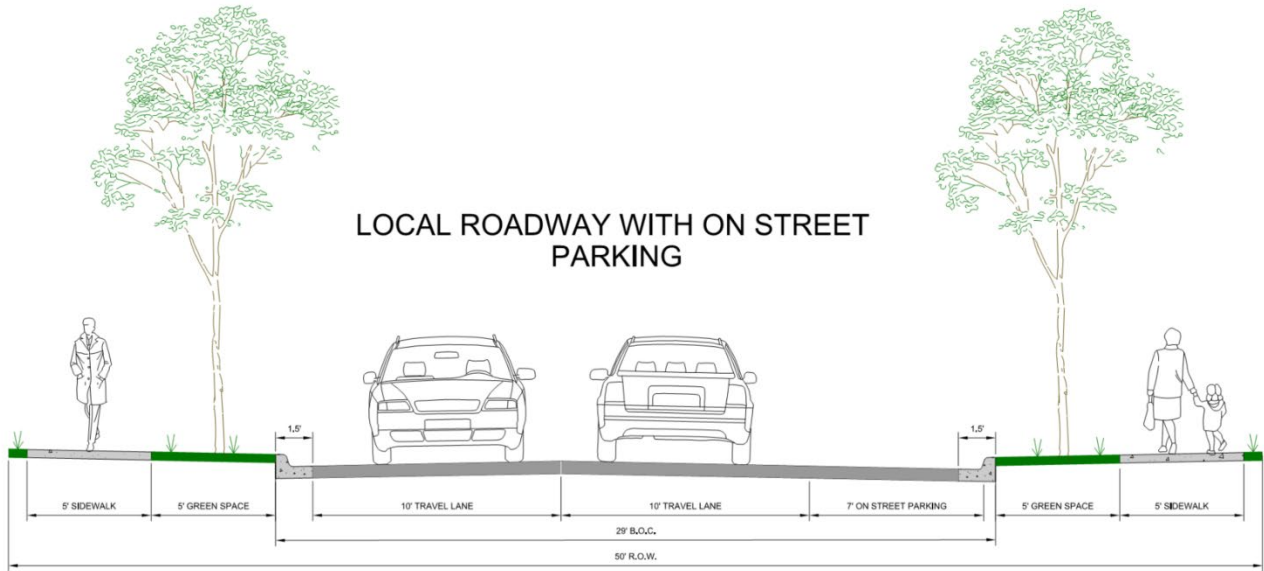 LOCAL ROADWAY WITH ON STREET
PARKING
1.5'
1.5'
5' SIDEWALK
5' GREEN SPACE
10' TRAVEL LANE
10' TRAVEL LANE
7' ON STREET PARKING
5' GREEN SPACE
5' SIDEWALK
29' B.O.C.
50' R.O.W.